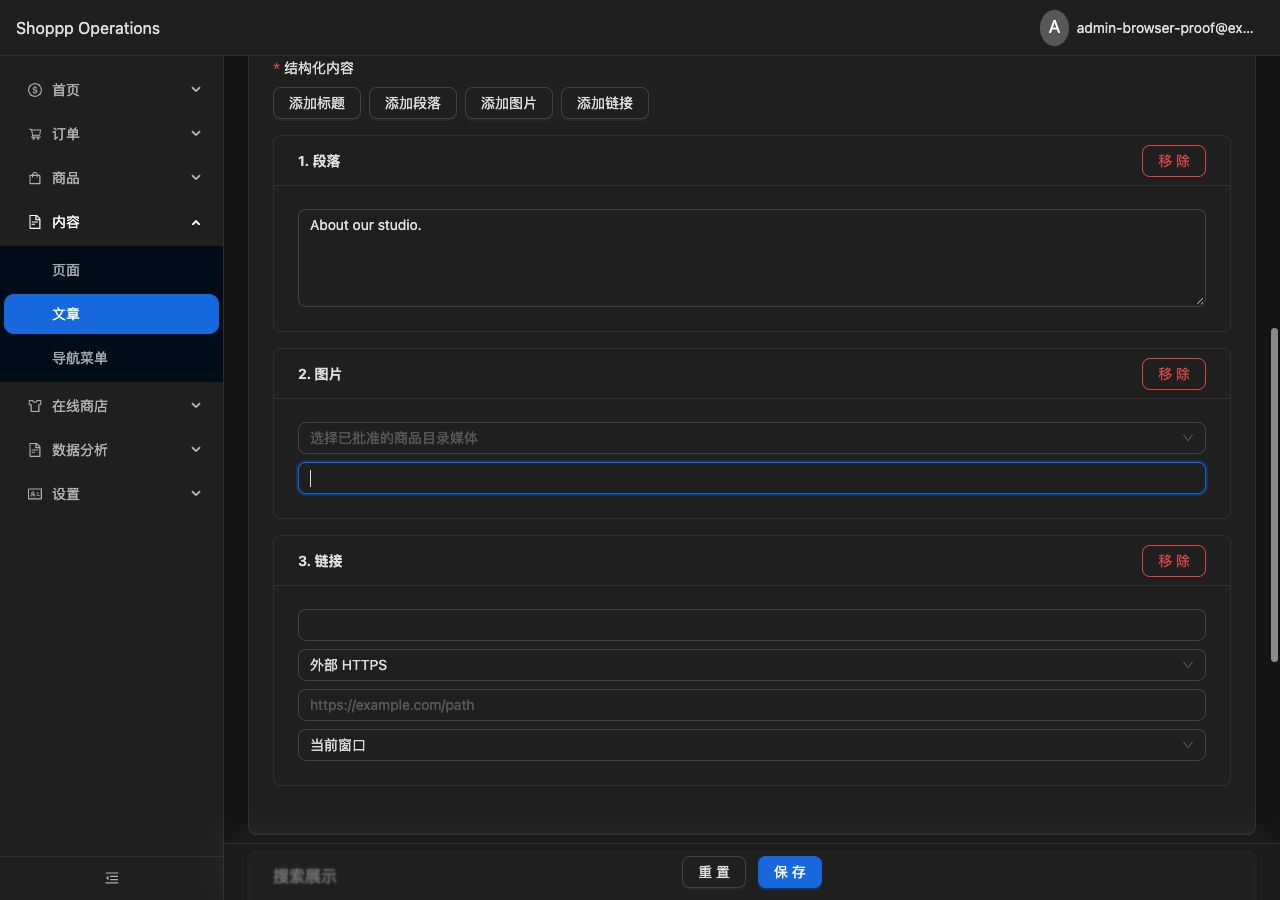 Shoppp Operations
A
admin-browser-proof@ex...
首页
订单
商品
内容
页面
文章
导航菜单
在线商店
数据分析
设置
* 结构化内容
添加标题
添加段落
添加图片
添加链接
1. 段落
移 除
About our studio.
2. 图片
移 除
选择已批准的商品目录媒体
3. 链接
移 除
外部 HTTPS
https://example.com/path
当前窗口
搜索展示
重 置
保 存